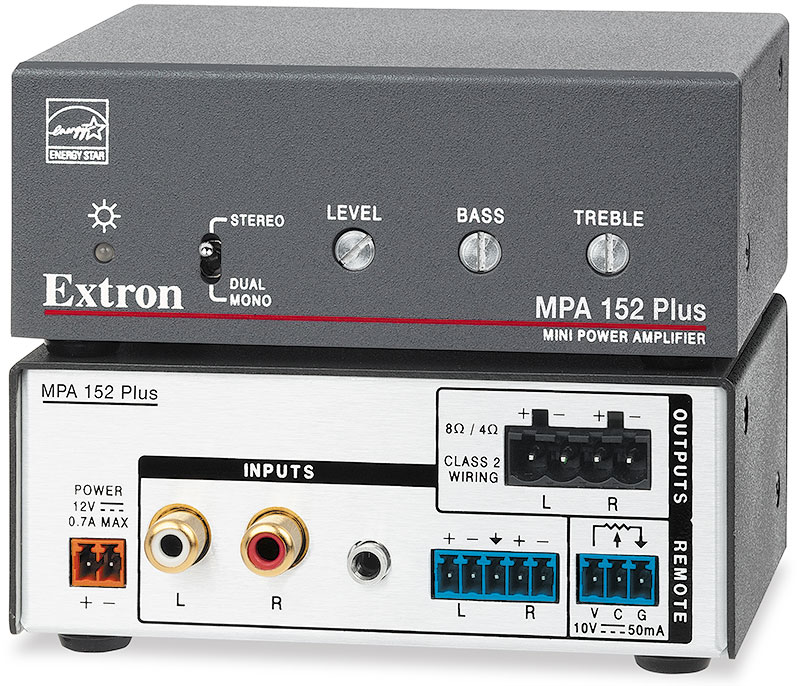 energy
ENERGY STAR
STEREO
DUAL
MONO
LEVEL
BASS
TREBLE
Extron
MPA 152 Plus
MINI POWER AMPLIFIER
MPA 152 Plus
POWER
12V ⎓
0.7A MAX
+ −
INPUTS
L
R
+ − + −
L R
8Ω / 4Ω
CLASS 2
WIRING
+ − + −
L R
OUTPUTS
REMOTE
V C G
10V ⎓ 50mA